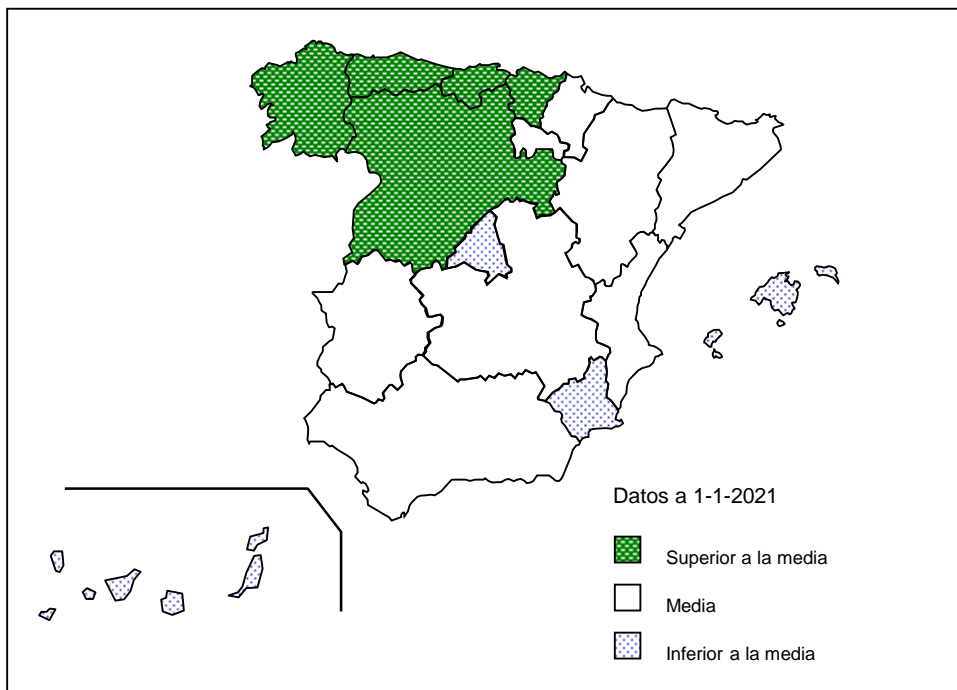 Datos a 1-1-2021
Superior a la media
Media
Inferior a la media